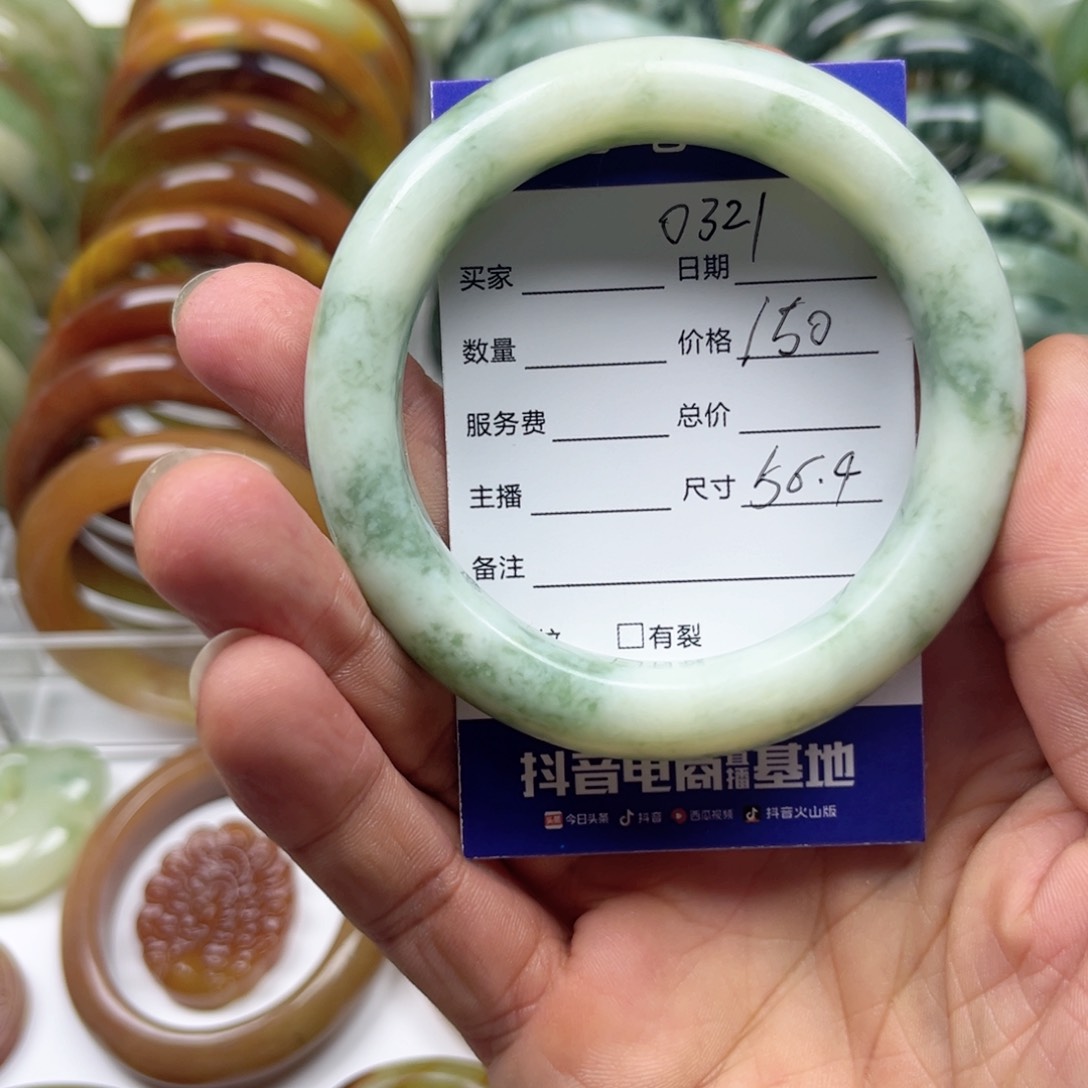 0321
买家 日期
数量 价格 150
服务费 总价
主播 尺寸 56.4
备注
□有裂
抖音电商直播基地
头条 今日头条 抖音 西瓜视频 抖音火山版